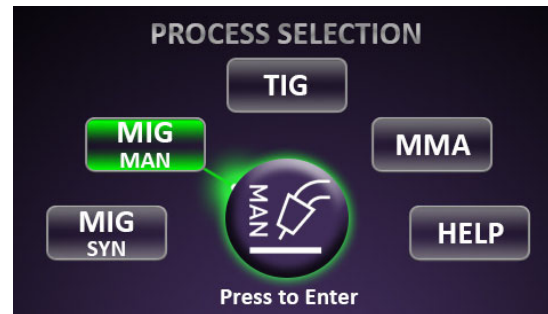 PROCESS SELECTION
TIG
MIG
MAN
MMA
MIG
SYN
MAN
HELP
Press to Enter